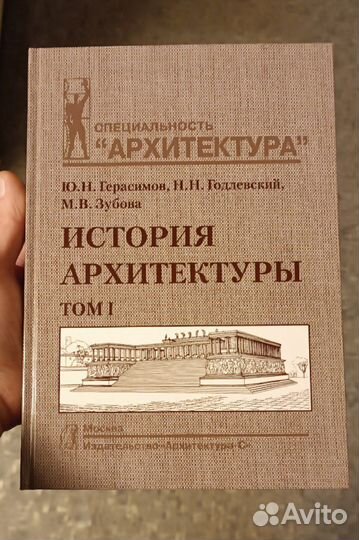 СПЕЦИАЛЬНОСТЬ
"АРХИТЕКТУРА"
Ю.Н. Герасимов, Н.Н. Годлевский,
М.В. Зубова
ИСТОРИЯ
АРХИТЕКТУРЫ
ТОМ I
Москва
Издательство «Архитектура-С»
Avito